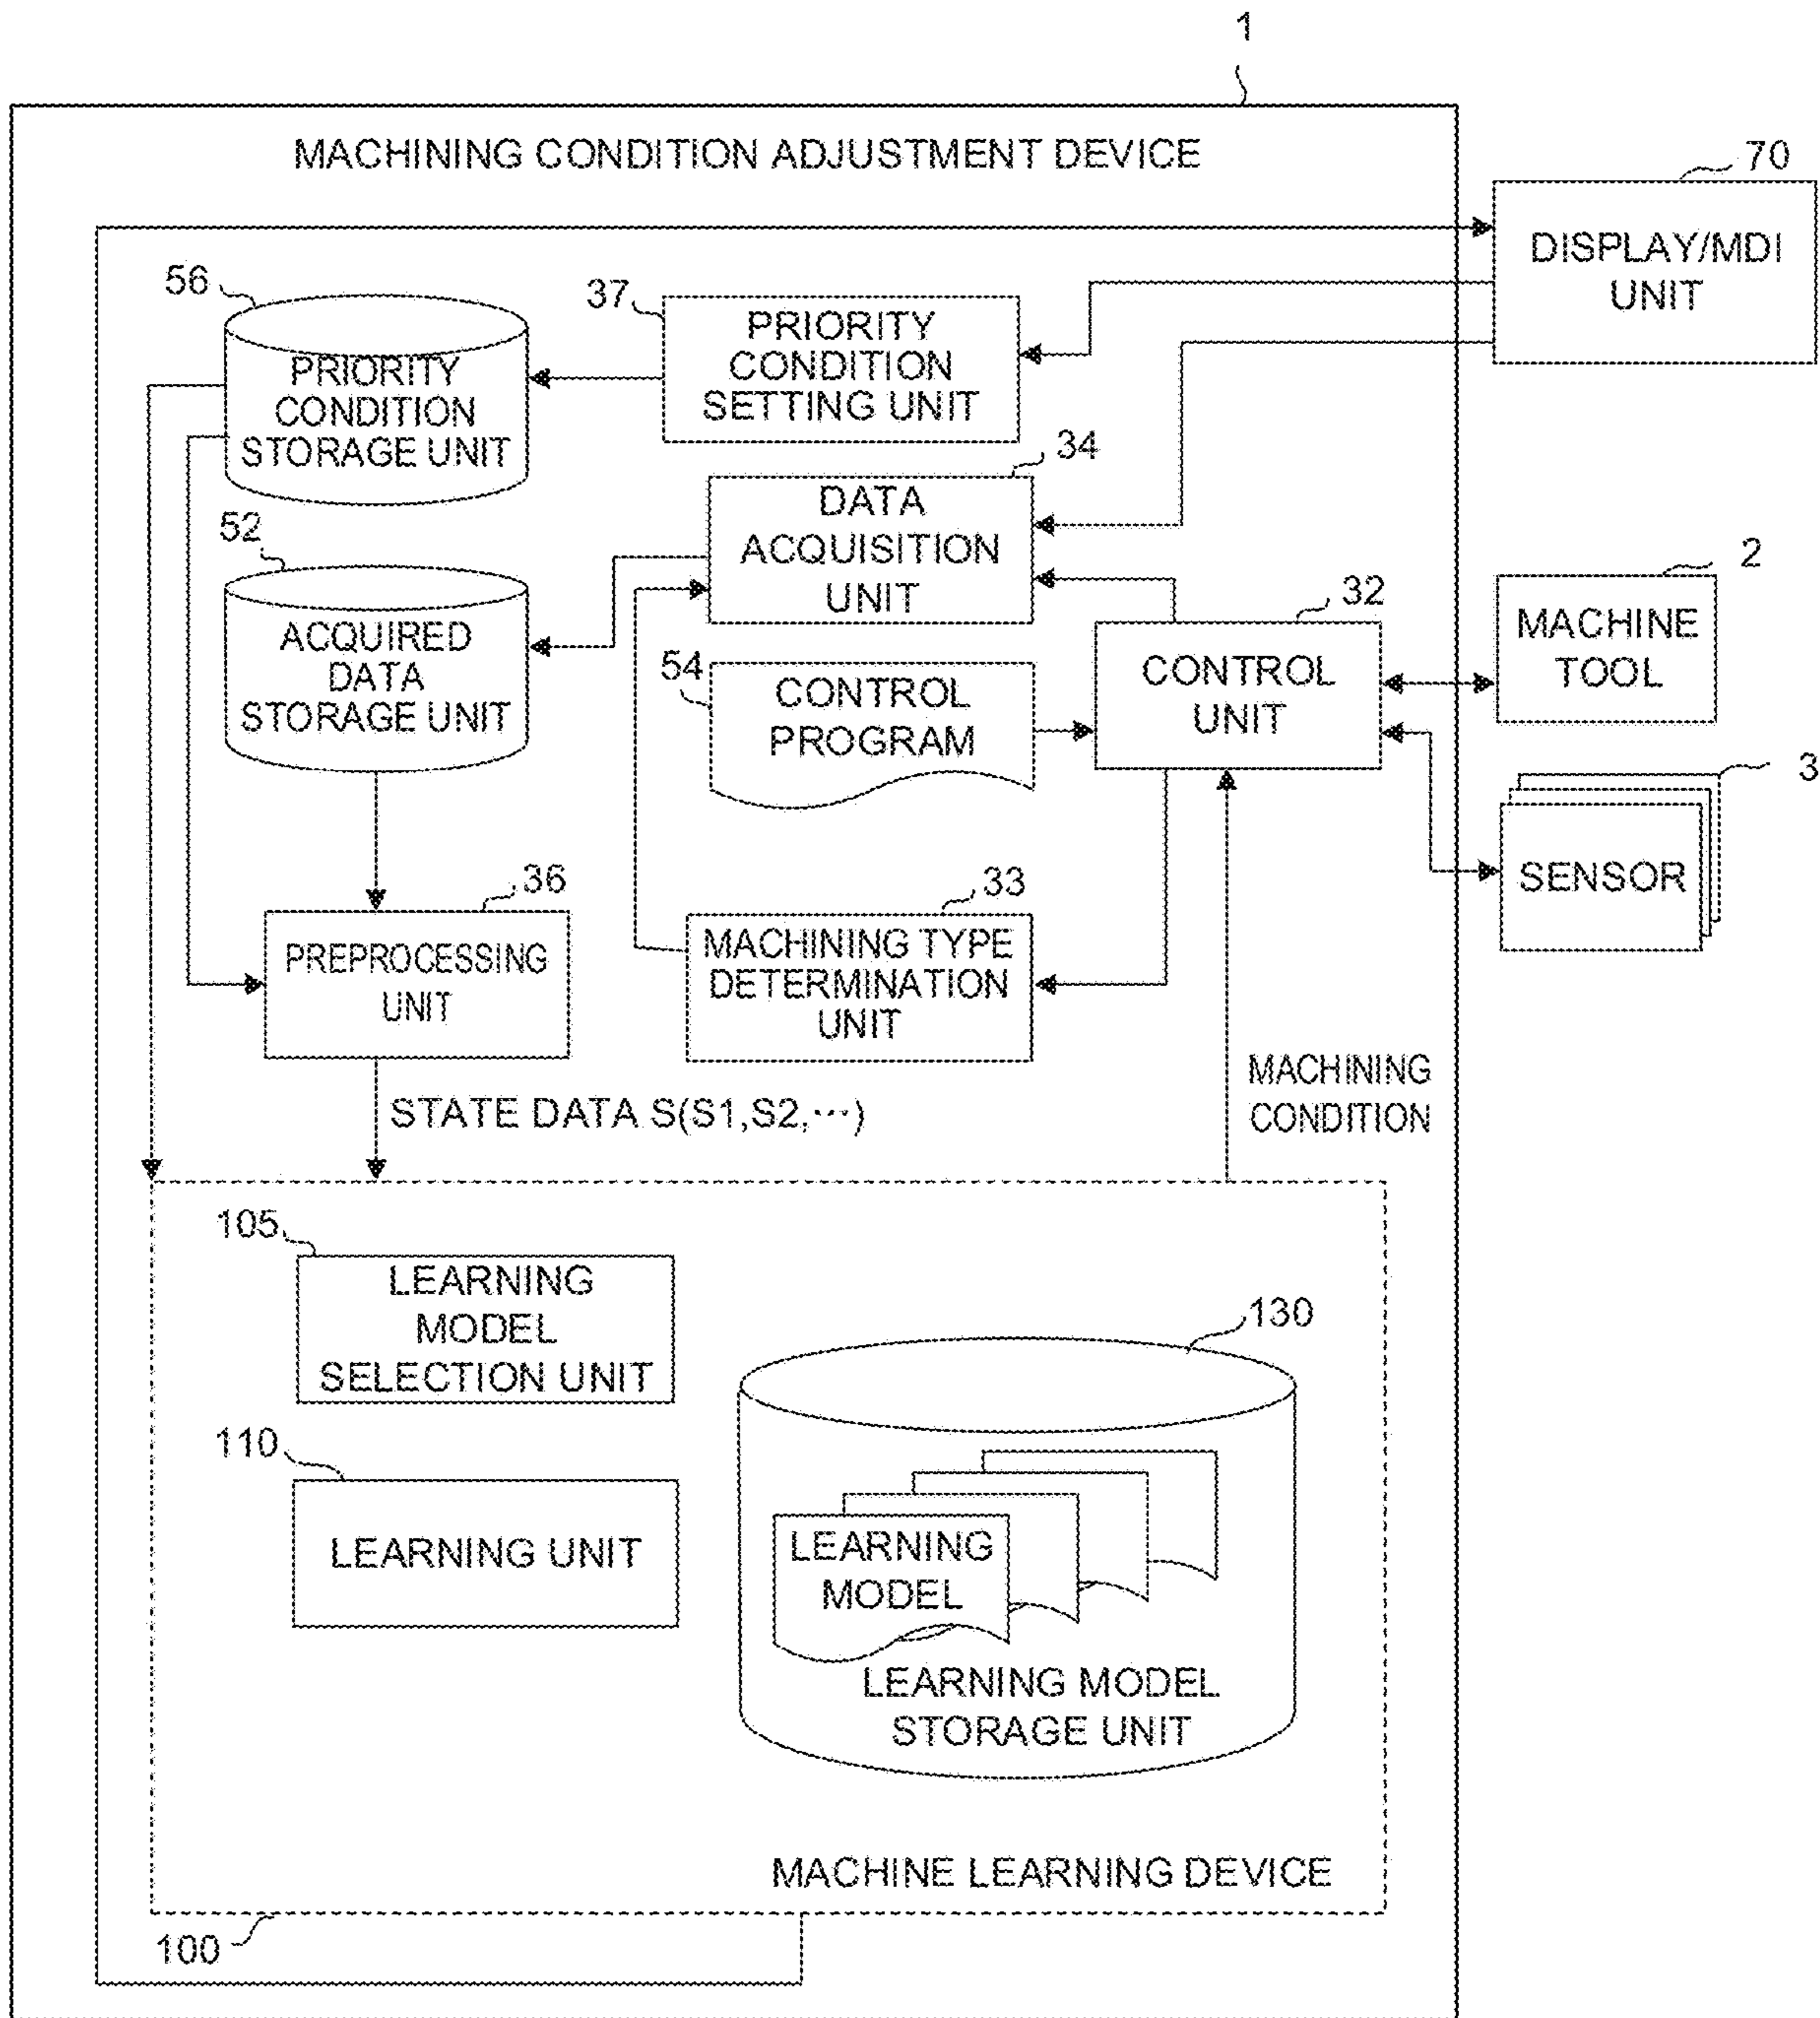 1
MACHINING CONDITION ADJUSTMENT DEVICE
70
DISPLAY/MDI
UNIT
56
PRIORITY
CONDITION
STORAGE UNIT
37
PRIORITY
CONDITION
SETTING UNIT
34
DATA
ACQUISITION
UNIT
52
ACQUIRED
DATA
STORAGE UNIT
54
CONTROL
PROGRAM
32
CONTROL
UNIT
2
MACHINE
TOOL
3
SENSOR
36
PREPROCESSING
UNIT
33
MACHINING TYPE
DETERMINATION
UNIT
STATE DATA S(S1,S2,⋯)
MACHINING
CONDITION
105
LEARNING
MODEL
SELECTION UNIT
110
LEARNING UNIT
130
LEARNING
MODEL
LEARNING MODEL
STORAGE UNIT
MACHINE LEARNING DEVICE
100